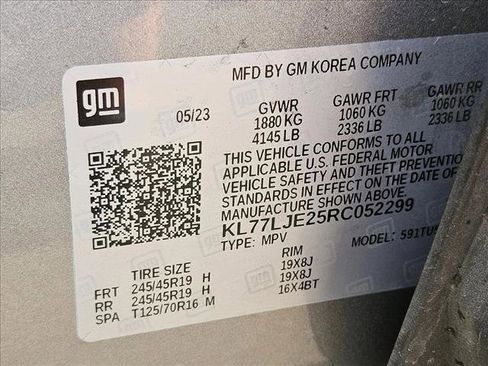 gm
MFD BY GM KOREA COMPANY
05/23 GVWR GAWR FRT GAWR RR
1880 KG 1060 KG 1060 KG
4145 LB 2336 LB 2336 LB
THIS VEHICLE CONFORMS TO ALL
APPLICABLE U.S. FEDERAL MOTOR
VEHICLE SAFETY AND THEFT PREVENTION
STANDARDS IN EFFECT ON THE DATE OF
MANUFACTURE SHOWN ABOVE.
KL77LJE25RC052299
TYPE: MPV MODEL:
TIRE SIZE RIM
FRT 245/45R19 H 19X8J
RR 245/45R19 H 19X8J
SPA T125/70R16 M 16X4BT